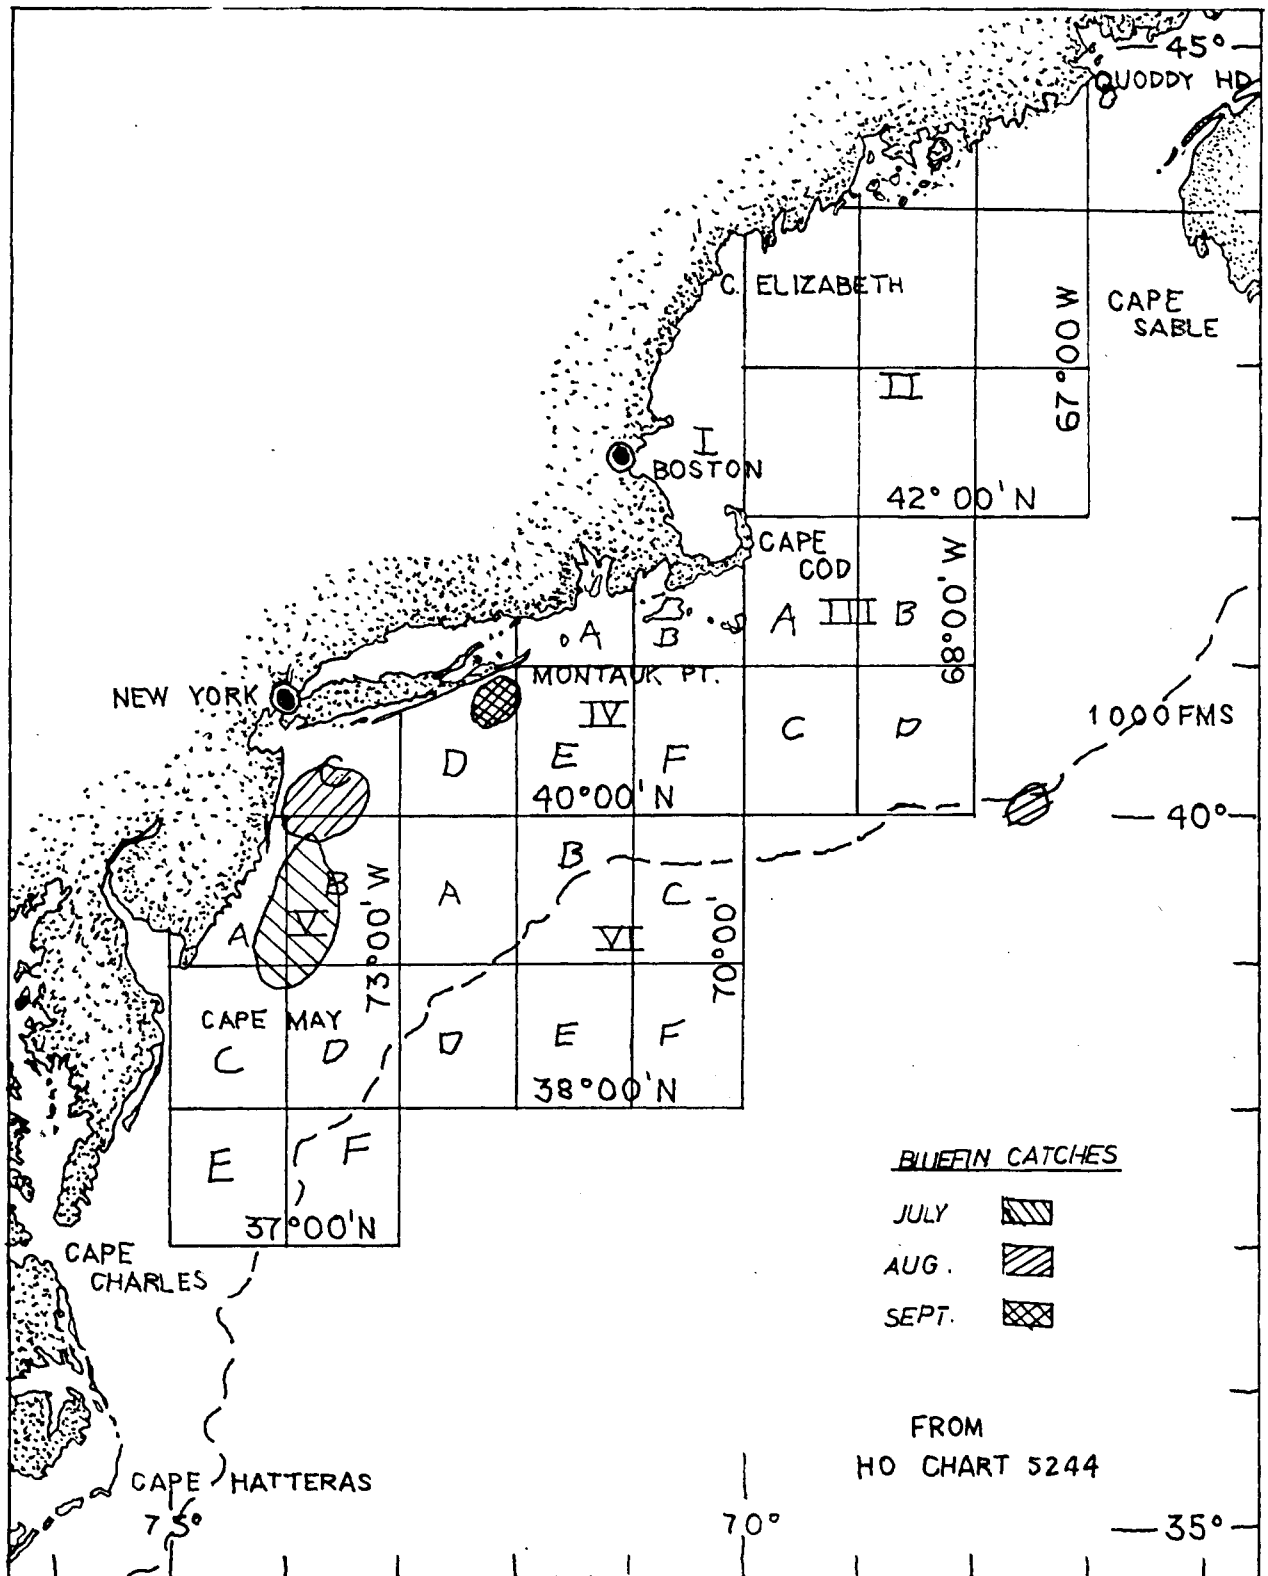 45°
QUODDY HD
C. ELIZABETH
67°00 W
CAPE
SABLE
II
I
BOSTON
42°00'N
CAPE
COD
68°00' W
A III B
A
B
MONTAUK PT.
NEW YORK
IV
1000 FMS
C
D
C
D
E
F
40°00'N
40°
B
B
73°00'W
A
C
A
V
VI
70°00'
CAPE MAY
C
D
D
E
F
38°00'N
E
F
37°00'N
BLUEFIN CATCHES
JULY
AUG.
SEPT.
CAPE
CHARLES
FROM
HO CHART 5244
CAPE HATTERAS
75°
70°
35°